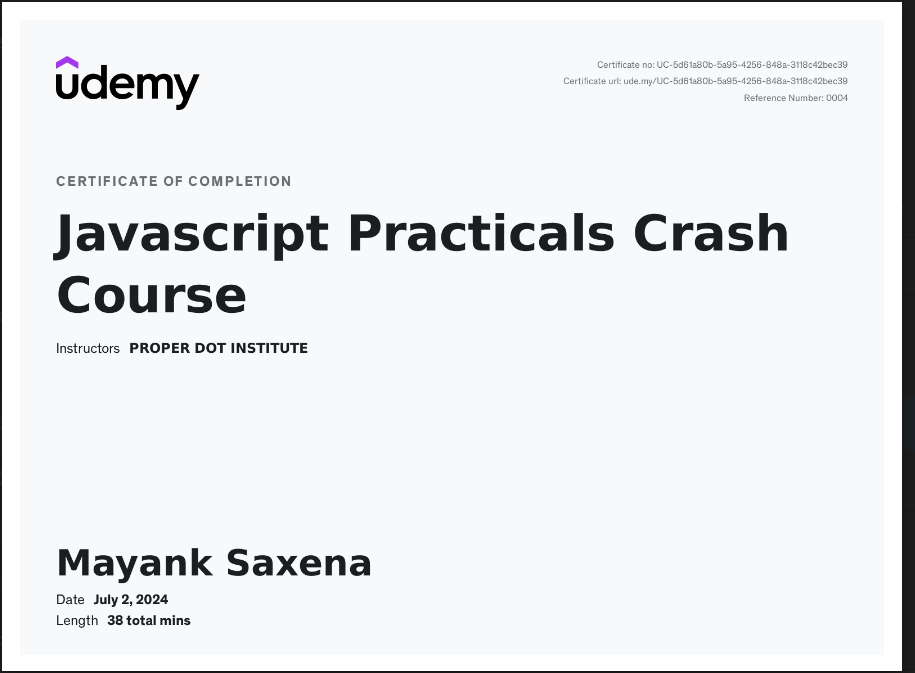 udemy
Certificate no: UC-5d61a80b-5a95-4256-848a-3118c42bec39
Certificate url: ude.my/UC-5d61a80b-5a95-4256-848a-3118c42bec39
Reference Number: 0004
CERTIFICATE OF COMPLETION
Javascript Practicals Crash
Course
Instructors PROPER DOT INSTITUTE
Mayank Saxena
Date July 2, 2024
Length 38 total mins